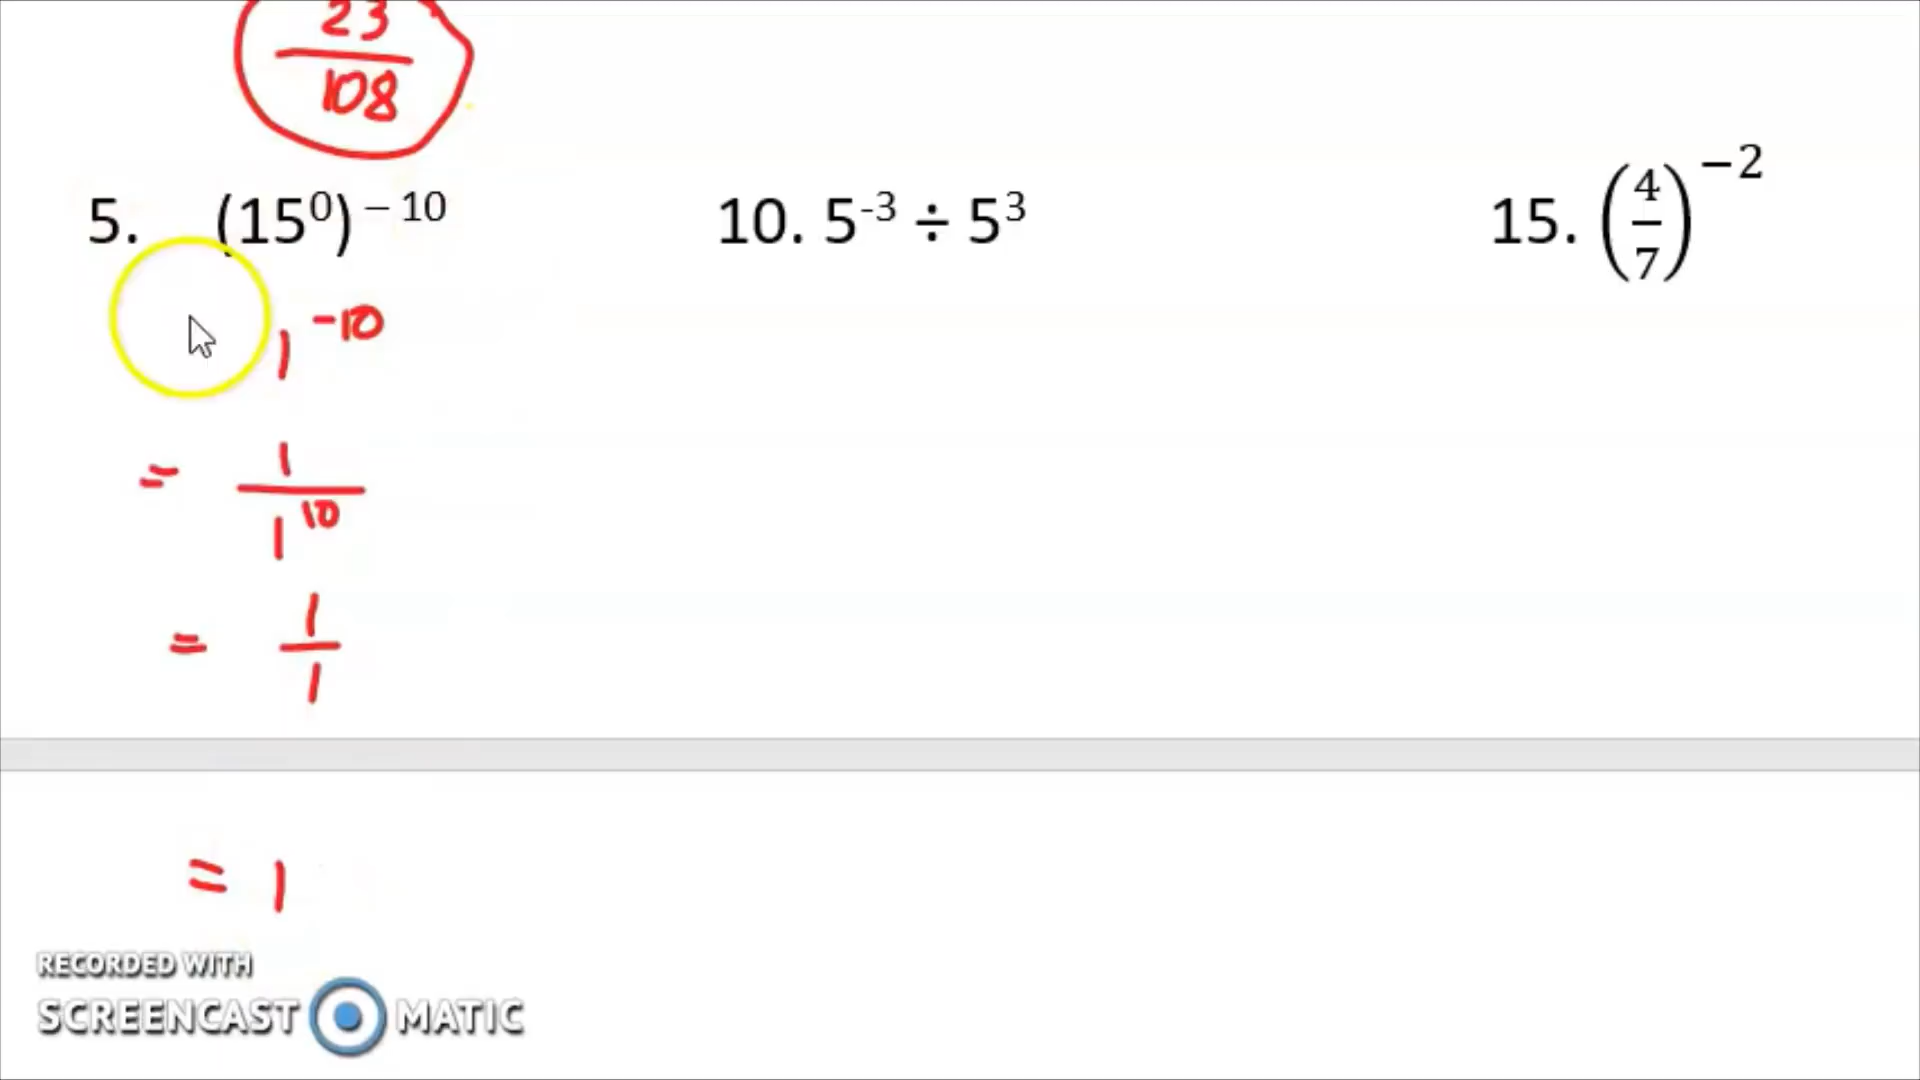 23
108
5. (15⁰)⁻¹⁰ 10. 5⁻³ ÷ 5³ 15. (4/7)⁻²
1⁻¹⁰
= 1/1¹⁰
= 1/1
= 1
RECORDED WITH
SCREENCAST MATIC